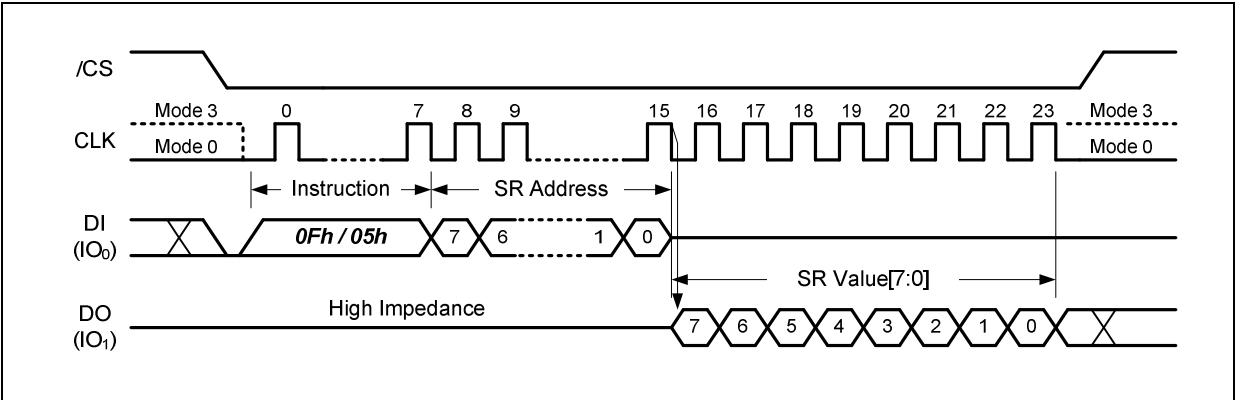 /CS
Mode 3 0 7 8 9 15 16 17 18 19 20 21 22 23 Mode 3
CLK
Mode 0 Mode 0
Instruction SR Address
DI
(IO₀)
0Fh / 05h 7 6 1 0
SR Value[7:0]
High Impedance
DO
(IO₁)
7 6 5 4 3 2 1 0